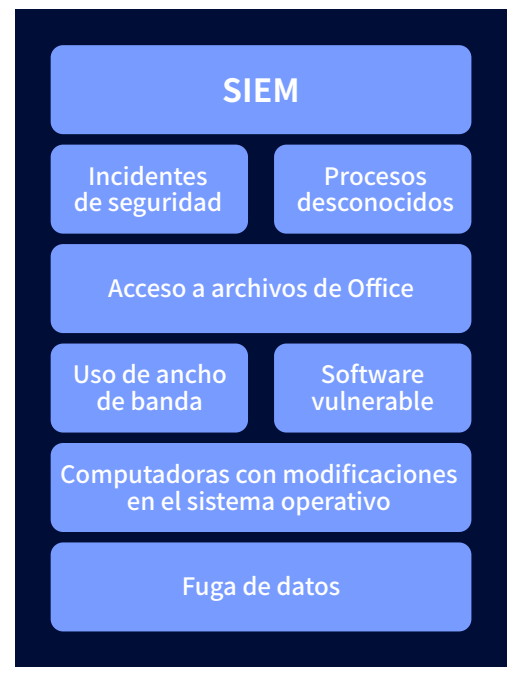 SIEM
Incidentes
de seguridad
Procesos
desconocidos
Acceso a archivos de Office
Uso de ancho
de banda
Software
vulnerable
Computadoras con modificaciones
en el sistema operativo
Fuga de datos